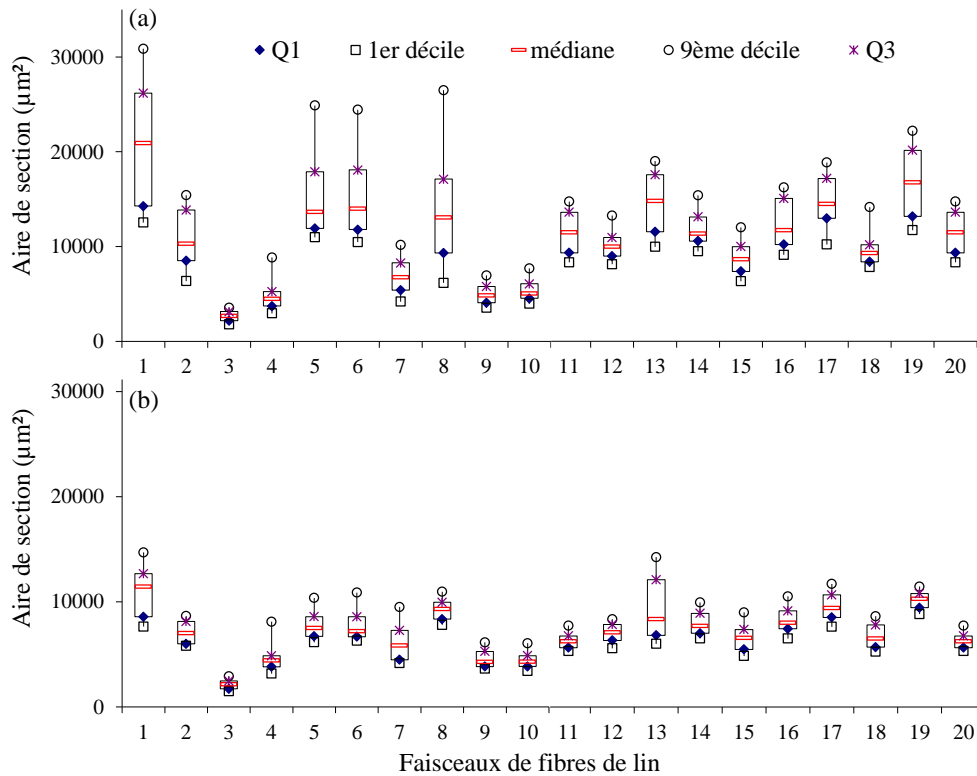 (a)
Q1 1er décile médiane 9ème décile Q3
Aire de section (µm²)
30000
20000
10000
0
1 2 3 4 5 6 7 8 9 10 11 12 13 14 15 16 17 18 19 20
(b)
Aire de section (µm²)
30000
20000
10000
0
1 2 3 4 5 6 7 8 9 10 11 12 13 14 15 16 17 18 19 20
Faisceaux de fibres de lin